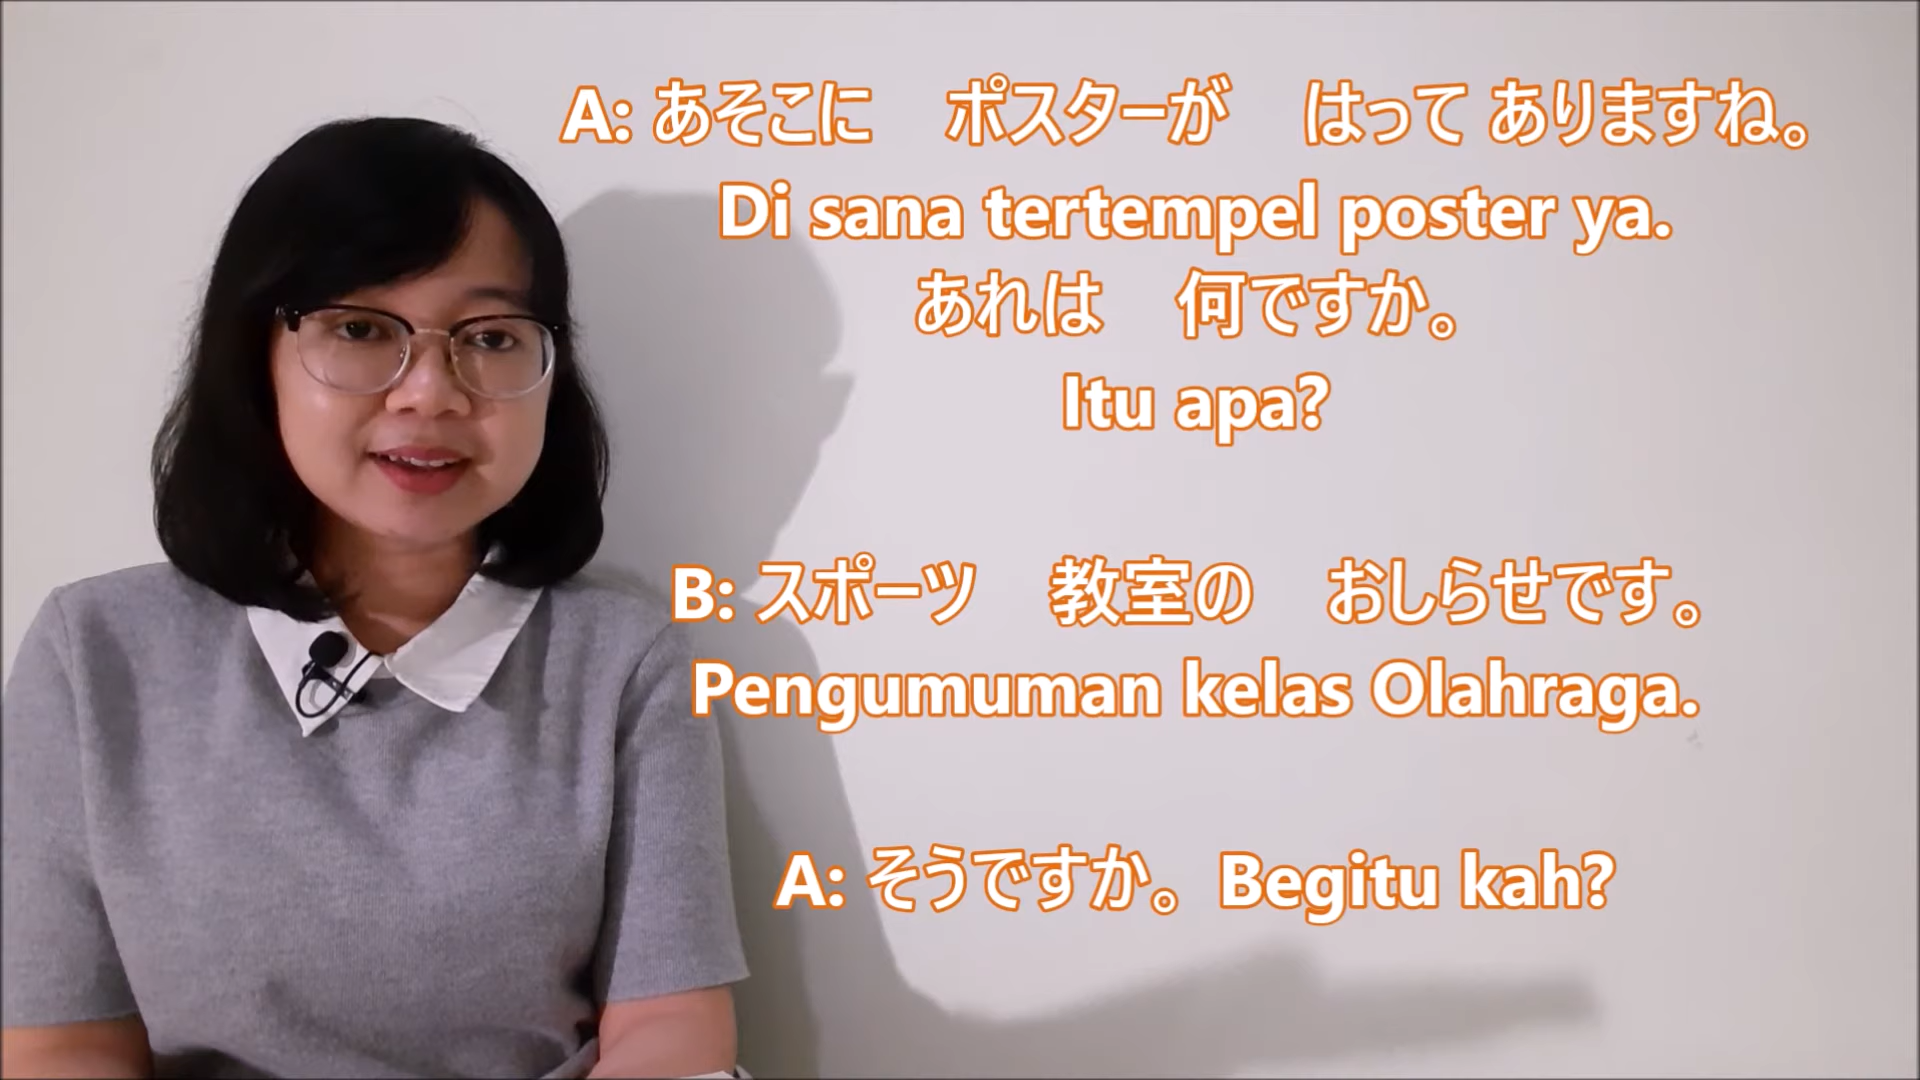 A: あそこに　ポスターが　はって ありますね。
Di sana tertempel poster ya.
あれは　何ですか。
Itu apa?
B: スポーツ　教室の　おしらせです。
Pengumuman kelas Olahraga.
A: そうですか。Begitu kah?